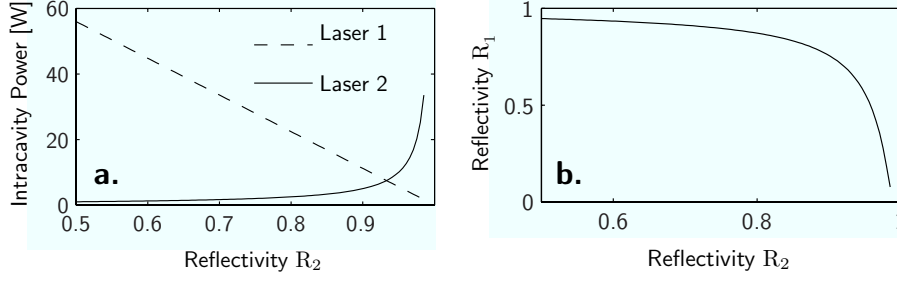 60
40
20
0
0.5
0.6
0.7
0.8
0.9
Intracavity Power [W]
Reflectivity R2
Laser 1
Laser 2
a.
1
0.5
0
0.6
0.8
Reflectivity R1
Reflectivity R2
b.